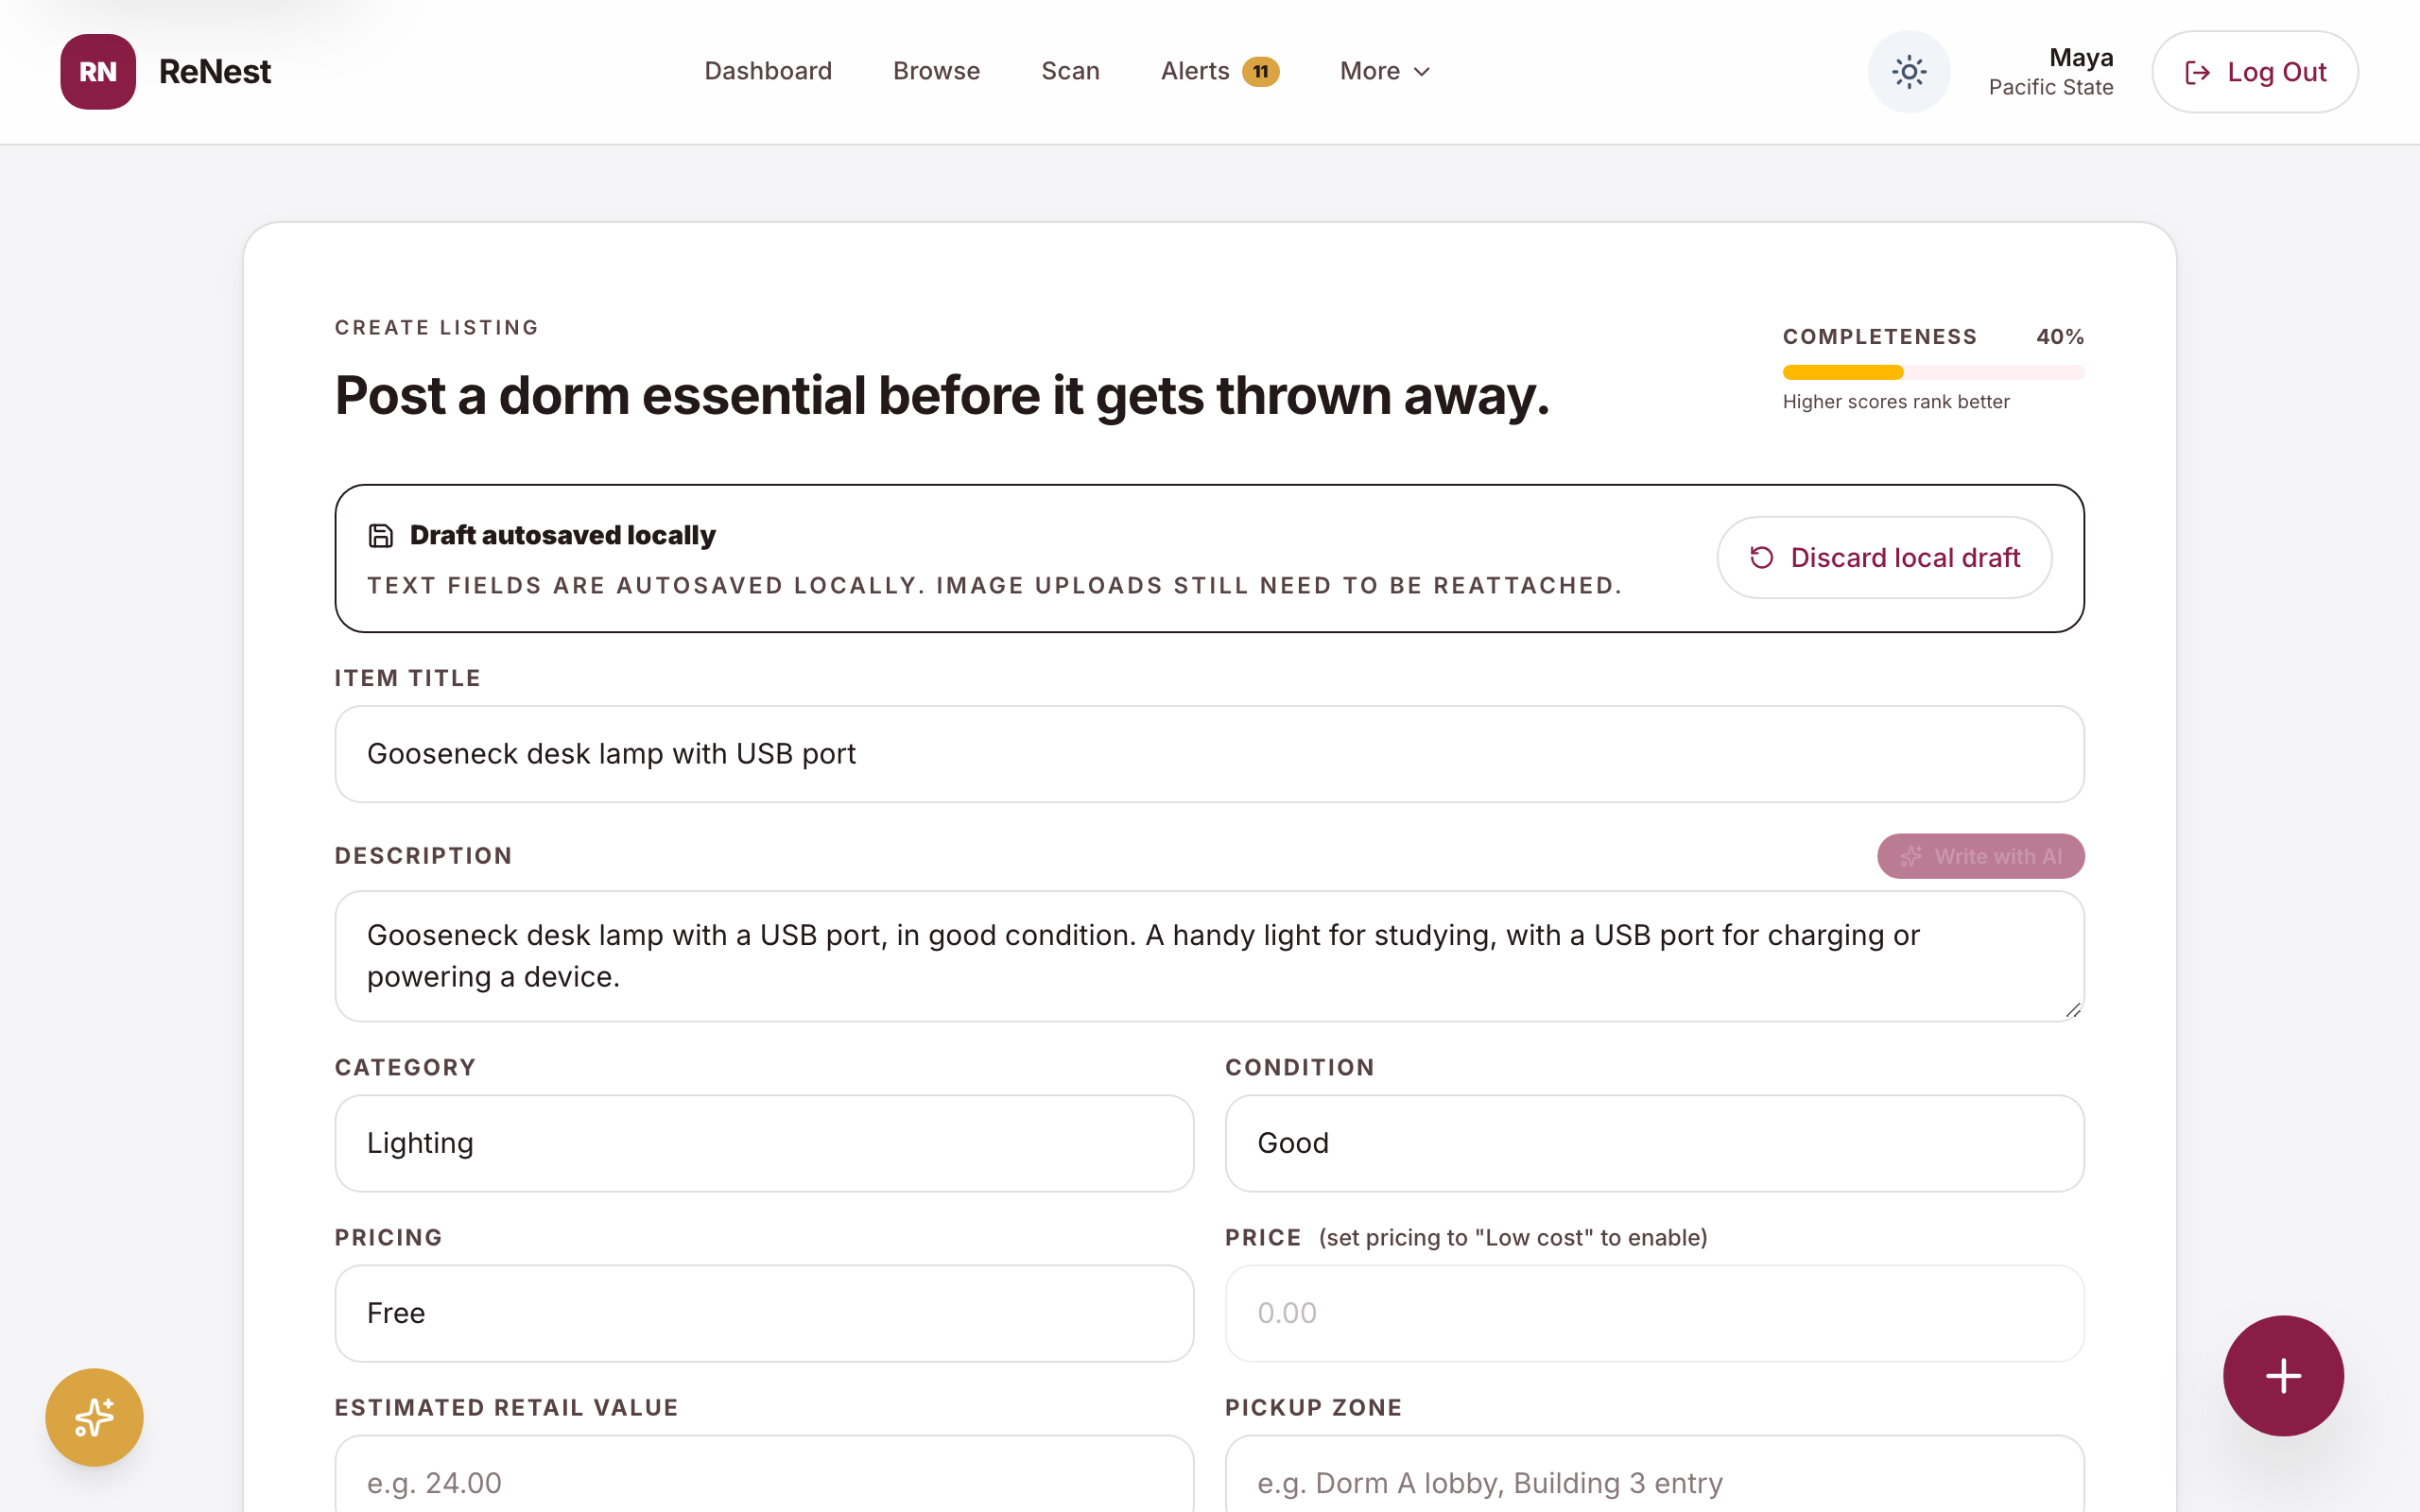 RN
ReNest
Dashboard
Browse
Scan
Alerts 11
More
Maya
Pacific State
Log Out
CREATE LISTING
Post a dorm essential before it gets thrown away.
COMPLETENESS 40%
Higher scores rank better
Draft autosaved locally
TEXT FIELDS ARE AUTOSAVED LOCALLY. IMAGE UPLOADS STILL NEED TO BE REATTACHED.
Discard local draft
ITEM TITLE
Gooseneck desk lamp with USB port
DESCRIPTION
Write with AI
Gooseneck desk lamp with a USB port, in good condition. A handy light for studying, with a USB port for charging or
powering a device.
CATEGORY
Lighting
CONDITION
Good
PRICING
Free
PRICE (set pricing to "Low cost" to enable)
0.00
ESTIMATED RETAIL VALUE
e.g. 24.00
PICKUP ZONE
e.g. Dorm A lobby, Building 3 entry